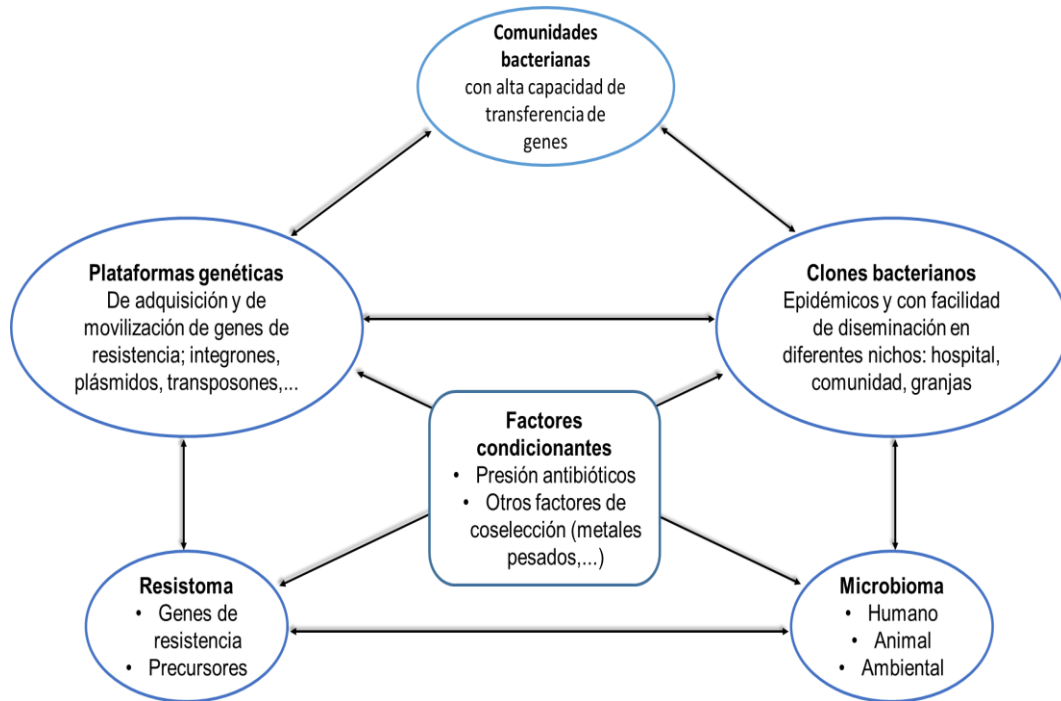 Comunidades
bacterianas
con alta capacidad de
transferencia de
genes
Plataformas genéticas
De adquisición y de
movilización de genes de
resistencia; integrones,
plásmidos, transposones,...
Clones bacterianos
Epidémicos y con facilidad
de diseminación en
diferentes nichos: hospital,
comunidad, granjas
Factores
condicionantes
• Presión antibióticos
• Otros factores de
coselección (metales
pesados,...)
Resistoma
• Genes de
resistencia
• Precursores
Microbioma
• Humano
• Animal
• Ambiental